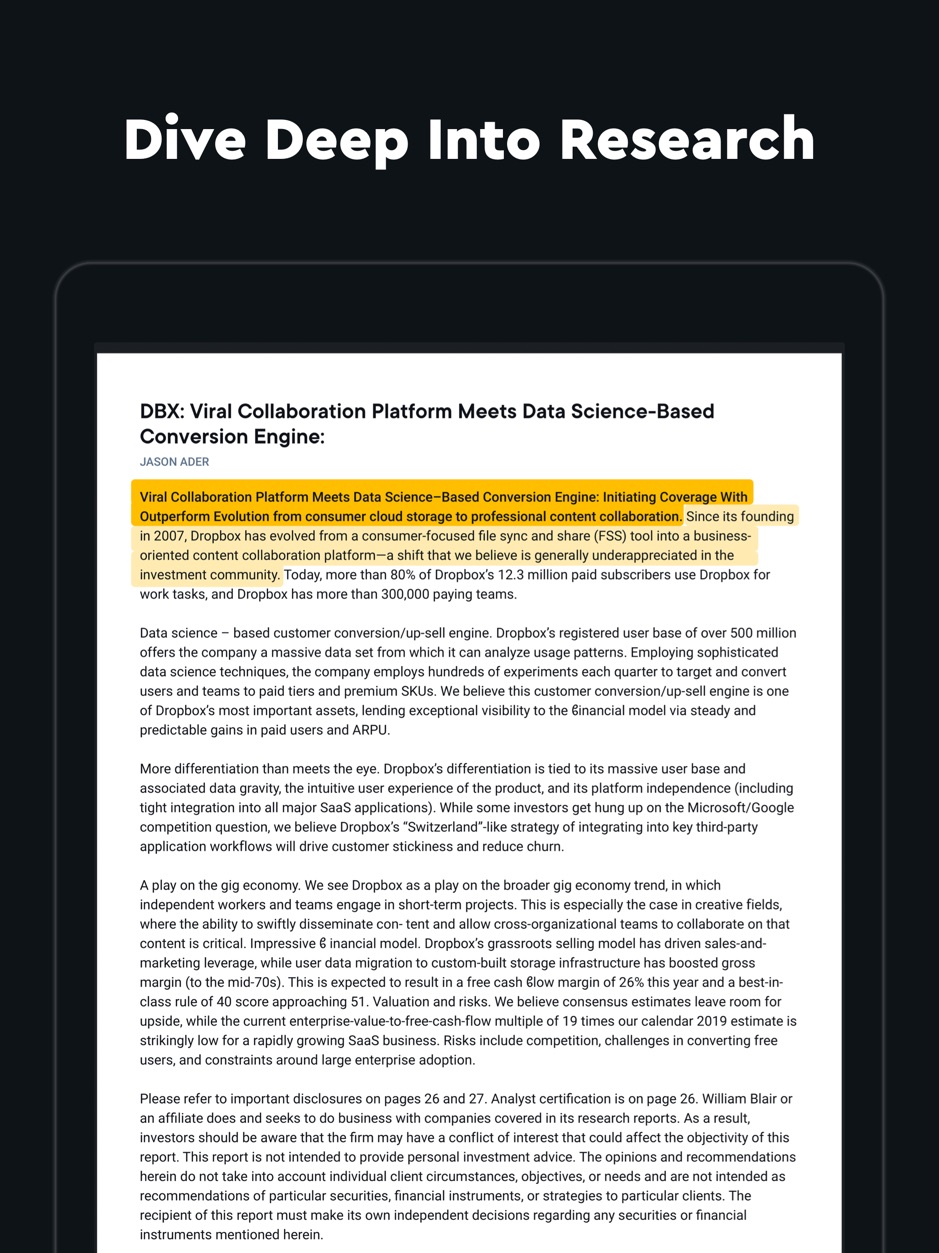 Dive Deep Into Research
DBX: Viral Collaboration Platform Meets Data Science-Based
Conversion Engine:
JASON ADER
Viral Collaboration Platform Meets Data Science–Based Conversion Engine: Initiating Coverage With
Outperform Evolution from consumer cloud storage to professional content collaboration. Since its founding
in 2007, Dropbox has evolved from a consumer-focused file sync and share (FSS) tool into a business-
oriented content collaboration platform—a shift that we believe is generally underappreciated in the
investment community. Today, more than 80% of Dropbox’s 12.3 million paid subscribers use Dropbox for
work tasks, and Dropbox has more than 300,000 paying teams.
Data science – based customer conversion/up-sell engine. Dropbox’s registered user base of over 500 million
offers the company a massive data set from which it can analyze usage patterns. Employing sophisticated
data science techniques, the company employs hundreds of experiments each quarter to target and convert
users and teams to paid tiers and premium SKUs. We believe this customer conversion/up-sell engine is one
of Dropbox’s most important assets, lending exceptional visibility to the ϐinancial model via steady and
predictable gains in paid users and ARPU.
More differentiation than meets the eye. Dropbox’s differentiation is tied to its massive user base and
associated data gravity, the intuitive user experience of the product, and its platform independence (including
tight integration into all major SaaS applications). While some investors get hung up on the Microsoft/Google
competition question, we believe Dropbox’s “Switzerland”-like strategy of integrating into key third-party
application workflows will drive customer stickiness and reduce churn.
A play on the gig economy. We see Dropbox as a play on the broader gig economy trend, in which
independent workers and teams engage in short-term projects. This is especially the case in creative fields,
where the ability to swiftly disseminate con- tent and allow cross-organizational teams to collaborate on that
content is critical. Impressive ϐ inancial model. Dropbox’s grassroots selling model has driven sales-and-
marketing leverage, while user data migration to custom-built storage infrastructure has boosted gross
margin (to the mid-70s). This is expected to result in a free cash ϐlow margin of 26% this year and a best-in-
class rule of 40 score approaching 51. Valuation and risks. We believe consensus estimates leave room for
upside, while the current enterprise-value-to-free-cash-flow multiple of 19 times our calendar 2019 estimate is
strikingly low for a rapidly growing SaaS business. Risks include competition, challenges in converting free
users, and constraints around large enterprise adoption.
Please refer to important disclosures on pages 26 and 27. Analyst certification is on page 26. William Blair or
an affiliate does and seeks to do business with companies covered in its research reports. As a result,
investors should be aware that the firm may have a conflict of interest that could affect the objectivity of this
report. This report is not intended to provide personal investment advice. The opinions and recommendations
herein do not take into account individual client circumstances, objectives, or needs and are not intended as
recommendations of particular securities, financial instruments, or strategies to particular clients. The
recipient of this report must make its own independent decisions regarding any securities or financial
instruments mentioned herein.